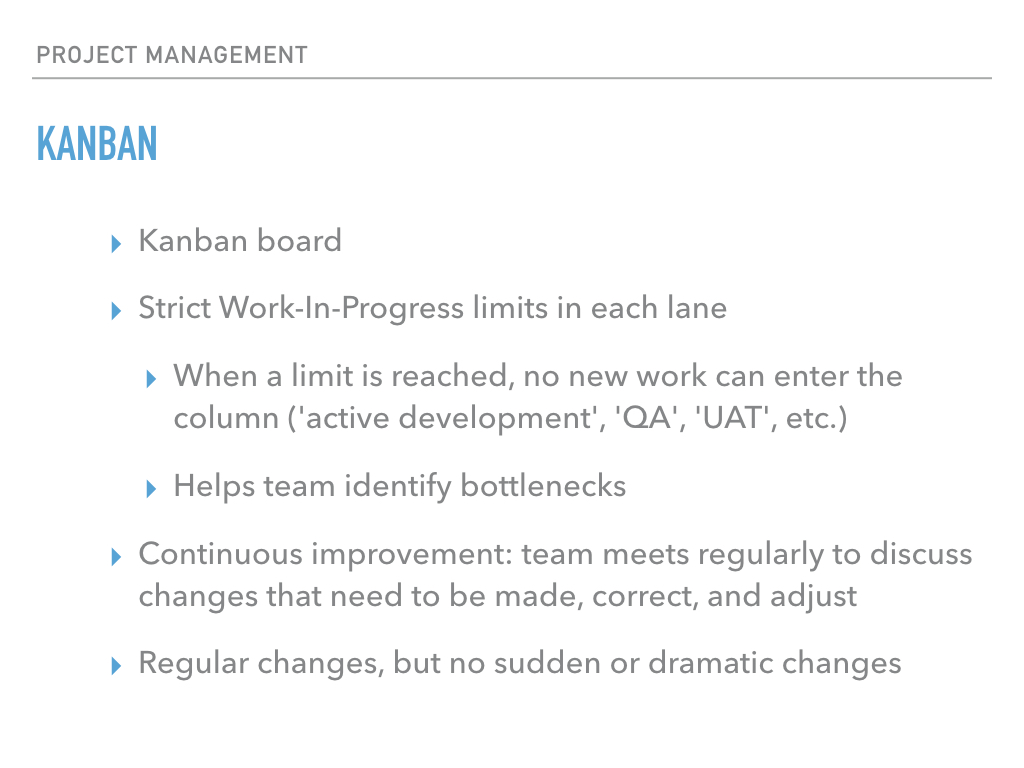 PROJECT MANAGEMENT
KANBAN
Kanban board
Strict Work-In-Progress limits in each lane
When a limit is reached, no new work can enter the
column ('active development', 'QA', 'UAT', etc.)
Helps team identify bottlenecks
Continuous improvement: team meets regularly to discuss
changes that need to be made, correct, and adjust
Regular changes, but no sudden or dramatic changes